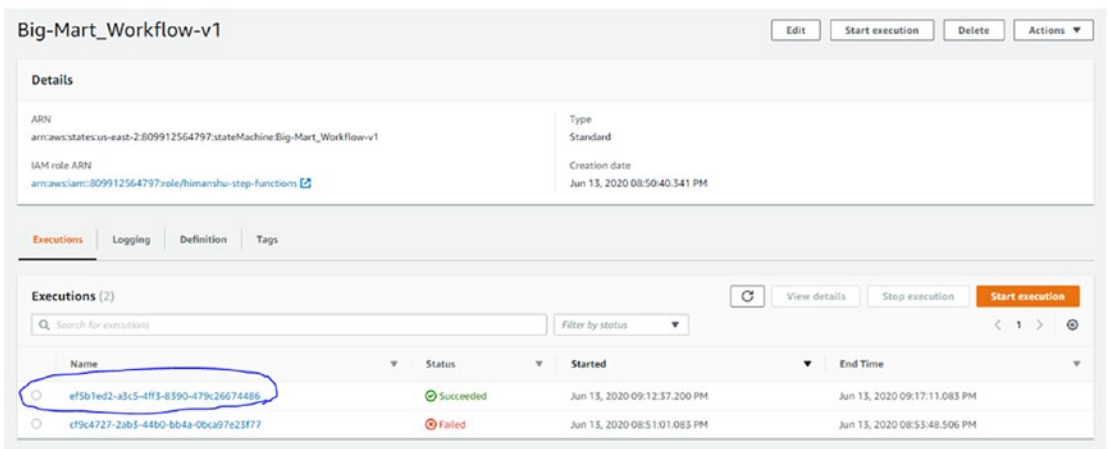 Big-Mart_Workflow-v1
Edit Start execution Delete Actions
Details
ARN
arn:aws:states:us-east-2:809912564797:stateMachine:Big-Mart_Workflow-v1
Type
Standard
IAM role ARN
arn:aws:iam::809912564797:role/himanshu-step-functions
Creation date
Jun 13, 2020 08:50:40.341 PM
Executions Logging Definition Tags
Executions (2) View details Stop execution Start execution
Search for executions Filter by status 1
Name Status Started End Time
ef5b1ed2-a3c5-4ff3-8390-479c26674486 Succeeded Jun 13, 2020 09:12:37.200 PM Jun 13, 2020 09:17:11.083 PM
cf9c4727-2ab3-44b0-bb4a-0bca97e23f77 Failed Jun 13, 2020 08:51:01.083 PM Jun 13, 2020 08:53:48.506 PM